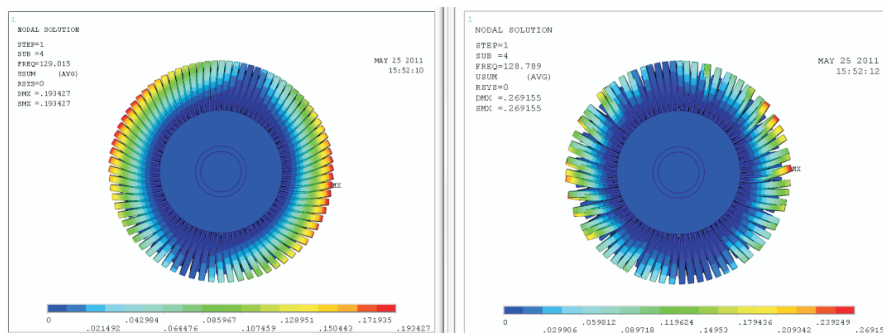 1
NODAL SOLUTION
STEP=1
SUB =4
FREQ=129.015
USUM (AVG)
RSYS=0
DMX =.193427
SMX =.193427
MAY 25 2011
15:52:10
MX
0 .042984 .085967 .128951 .171935
.021492 .064476 .107459 .150443 .193427
1
NODAL SOLUTION
STEP=1
SUB =4
FREQ=128.789
USUM (AVG)
RSYS=0
DMX =.269155
SMX =.269155
MAY 25 2011
15:52:12
MX
0 .059812 .119624 .179436 .239249
.029906 .089718 .14953 .209342 .26915